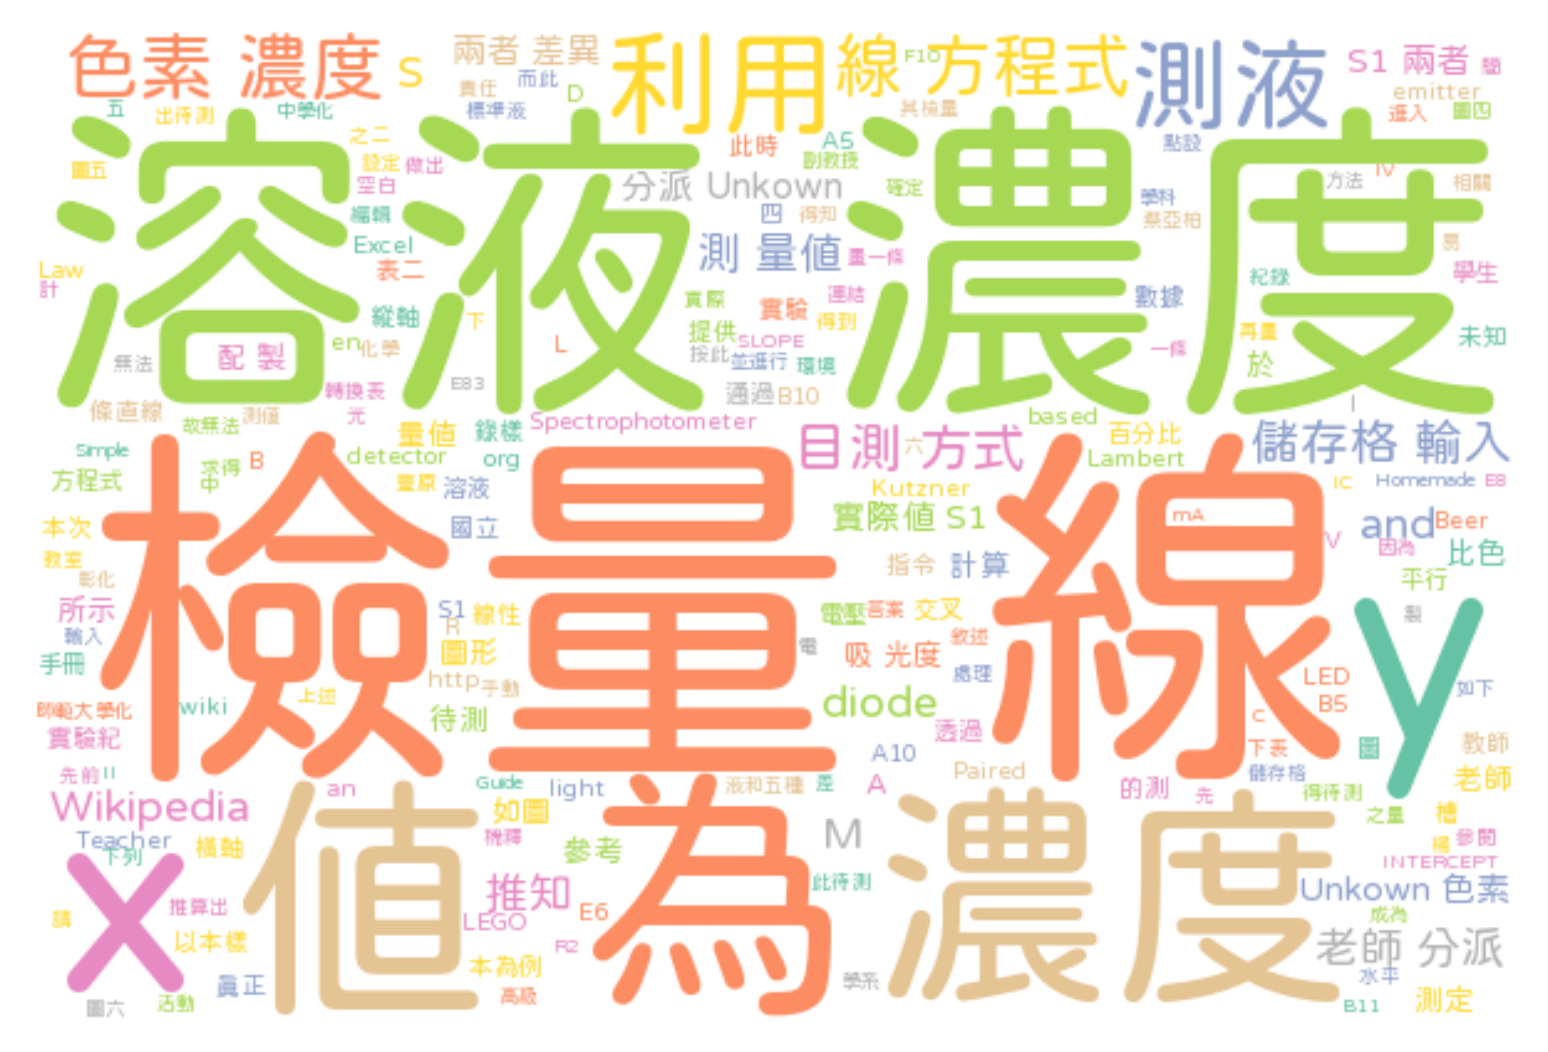 色素 濃度 S 兩者 差異 利用 線 F10 方程式 測液 S1 兩者
責任 而此 D 其檢量 emitter
五 出待測 中學化 標準液 進入 圖四
溶液 濃度
之二 此時 A5 點設
圖五 設定 做出 副教授 IV
空白 分派 Unkown 確定 方法 相關
編輯 四 得知 學科 蔡亞柏
Excel 測 量值 畫一條 易
Law 表二 紀錄 學生
計 實際 連結 數據
縱軸 下 提供 實驗 得到 再畫 未知
en 化學 L 按此 SLOPE 一條 於
無法 配 製 並進行 環境
轉換表 E83 通過 B10 I
條直線 光 測值 Spectrophotometer based
故無法 量值 錄樣 目測 六 方式 百分比 儲存格 輸入
Simple 求得 B detector org Lambert
方程式 中 豐原 溶液 Kutzner IC Homemade E8
檢量線
本次 國立 實際值 S1 mA and Beer
教室 V 因為 比色
彰化 指令 計算 平行
所示 S1 線性 電壓 答案 交叉 製 y
輸入 R 敘述
手冊 圖形 電 吸 光度 處理 LED
http 手動 如下
師範大 學化 wiki 上述 待測 diode C B5
實驗紀 透過 下表 圖 教師
先前 II A10 Paired 儲存格 老師
an Guide light 液和五種 差 A 的測 先 得待測
值 為 濃度
Wikipedia 如圖 M 之量 槽
Teacher 橫軸 參考 楊 參閱
下列 INTERCEPT
x 推知 此待測 Unkown 色素
請 推算出 LEGO E6 成為
以本樣 R2 老師 分派
真正 本為例 學系 水平
圖六 活動 高級 B11 測定